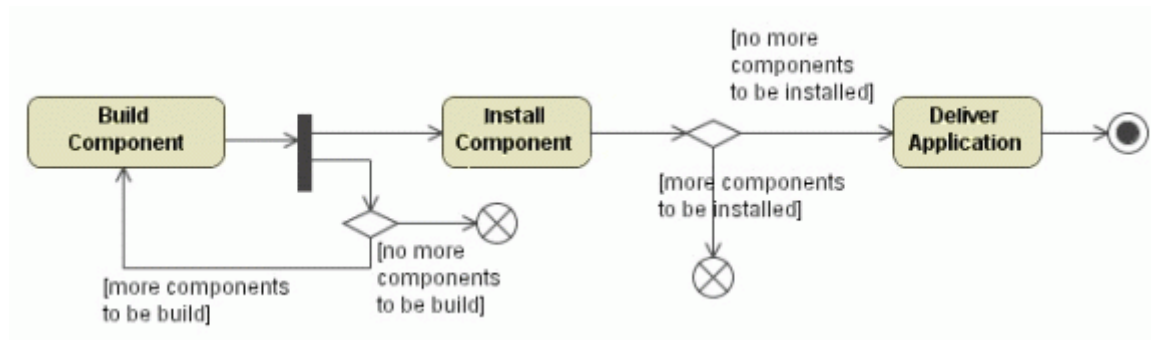 [no more
components
to be installed]
Build
Component
Install
Component
Deliver
Application
[more components
to be installed]
[no more
components
to be build]
[more components
to be build]